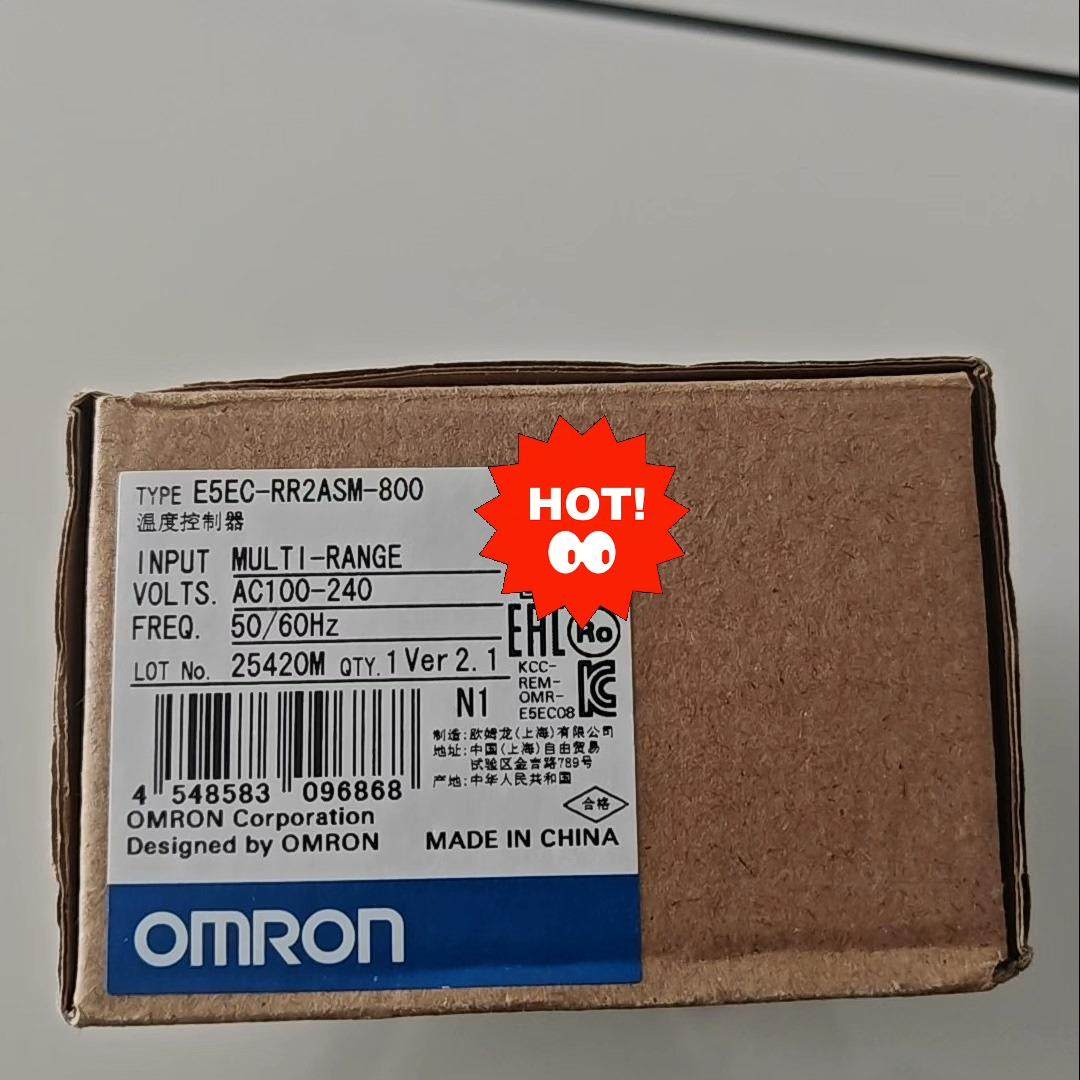 HOT!
TYPE E5EC-RR2ASM-800
温度控制器
INPUT MULTI-RANGE
VOLTS. AC100-240
FREQ. 50/60Hz
LOT No. 25420M QTY. 1 Ver 2.1
EAC Ro
N1
KCC-
REM-
OMR-
E5EC08
制造:欧姆龙(上海)有限公司
地址:中国(上海)自由贸易
试验区金吉路789号
产地:中华人民共和国
合格
4 548583 096868
OMRON Corporation
Designed by OMRON
MADE IN CHINA
OMRON